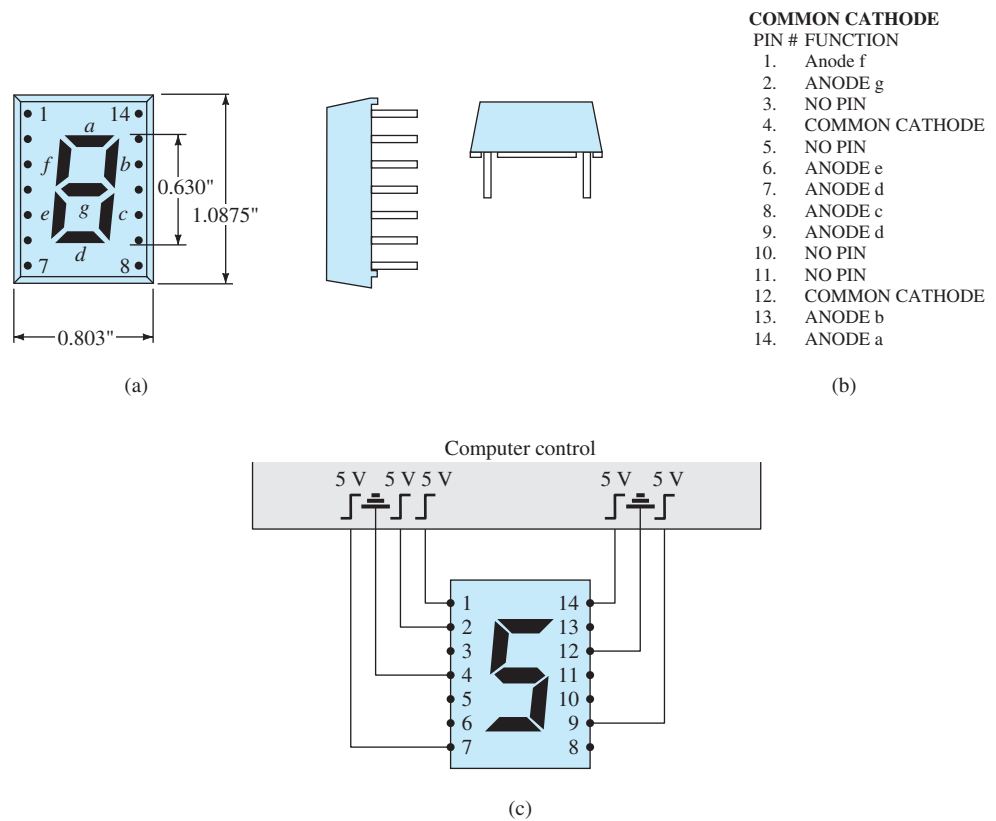 COMMON CATHODE
PIN # FUNCTION
1. Anode f
2. ANODE g
3. NO PIN
4. COMMON CATHODE
5. NO PIN
6. ANODE e
7. ANODE d
8. ANODE c
9. ANODE d
10. NO PIN
11. NO PIN
12. COMMON CATHODE
13. ANODE b
14. ANODE a
1 14
a
f b
0.630"
e g c 1.0875"
d
7 8
0.803"
(a)
(b)
Computer control
5 V 5 V 5 V 5 V 5 V
1 14
2 13
3 12
4 11
5 10
6 9
7 8
(c)